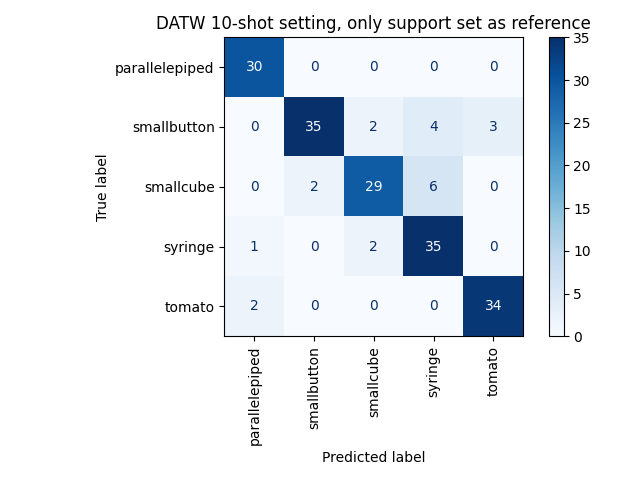 DATW 10-shot setting, only support set as reference
parallelepiped 30 0 0 0 0
smallbutton 0 35 2 4 3
smallcube 0 2 29 6 0
syringe 1 0 2 35 0
tomato 2 0 0 0 34
True label
parallelepiped
smallbutton
smallcube
syringe
tomato
Predicted label
35
30
25
20
15
10
5
0